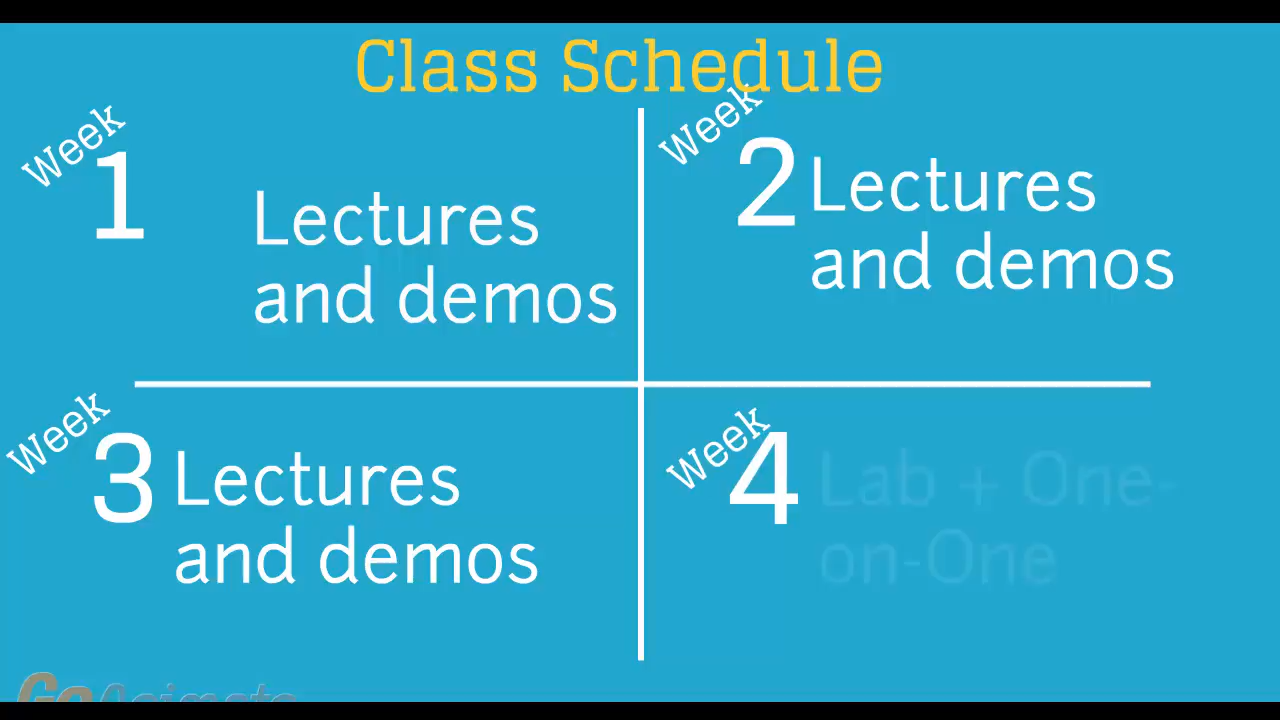 Class Schedule
Week
1
Lectures
and demos
Week
2
Lectures
and demos
Week
3
Lectures
and demos
Week
4
Lab + One-
on-One
GoAnimate